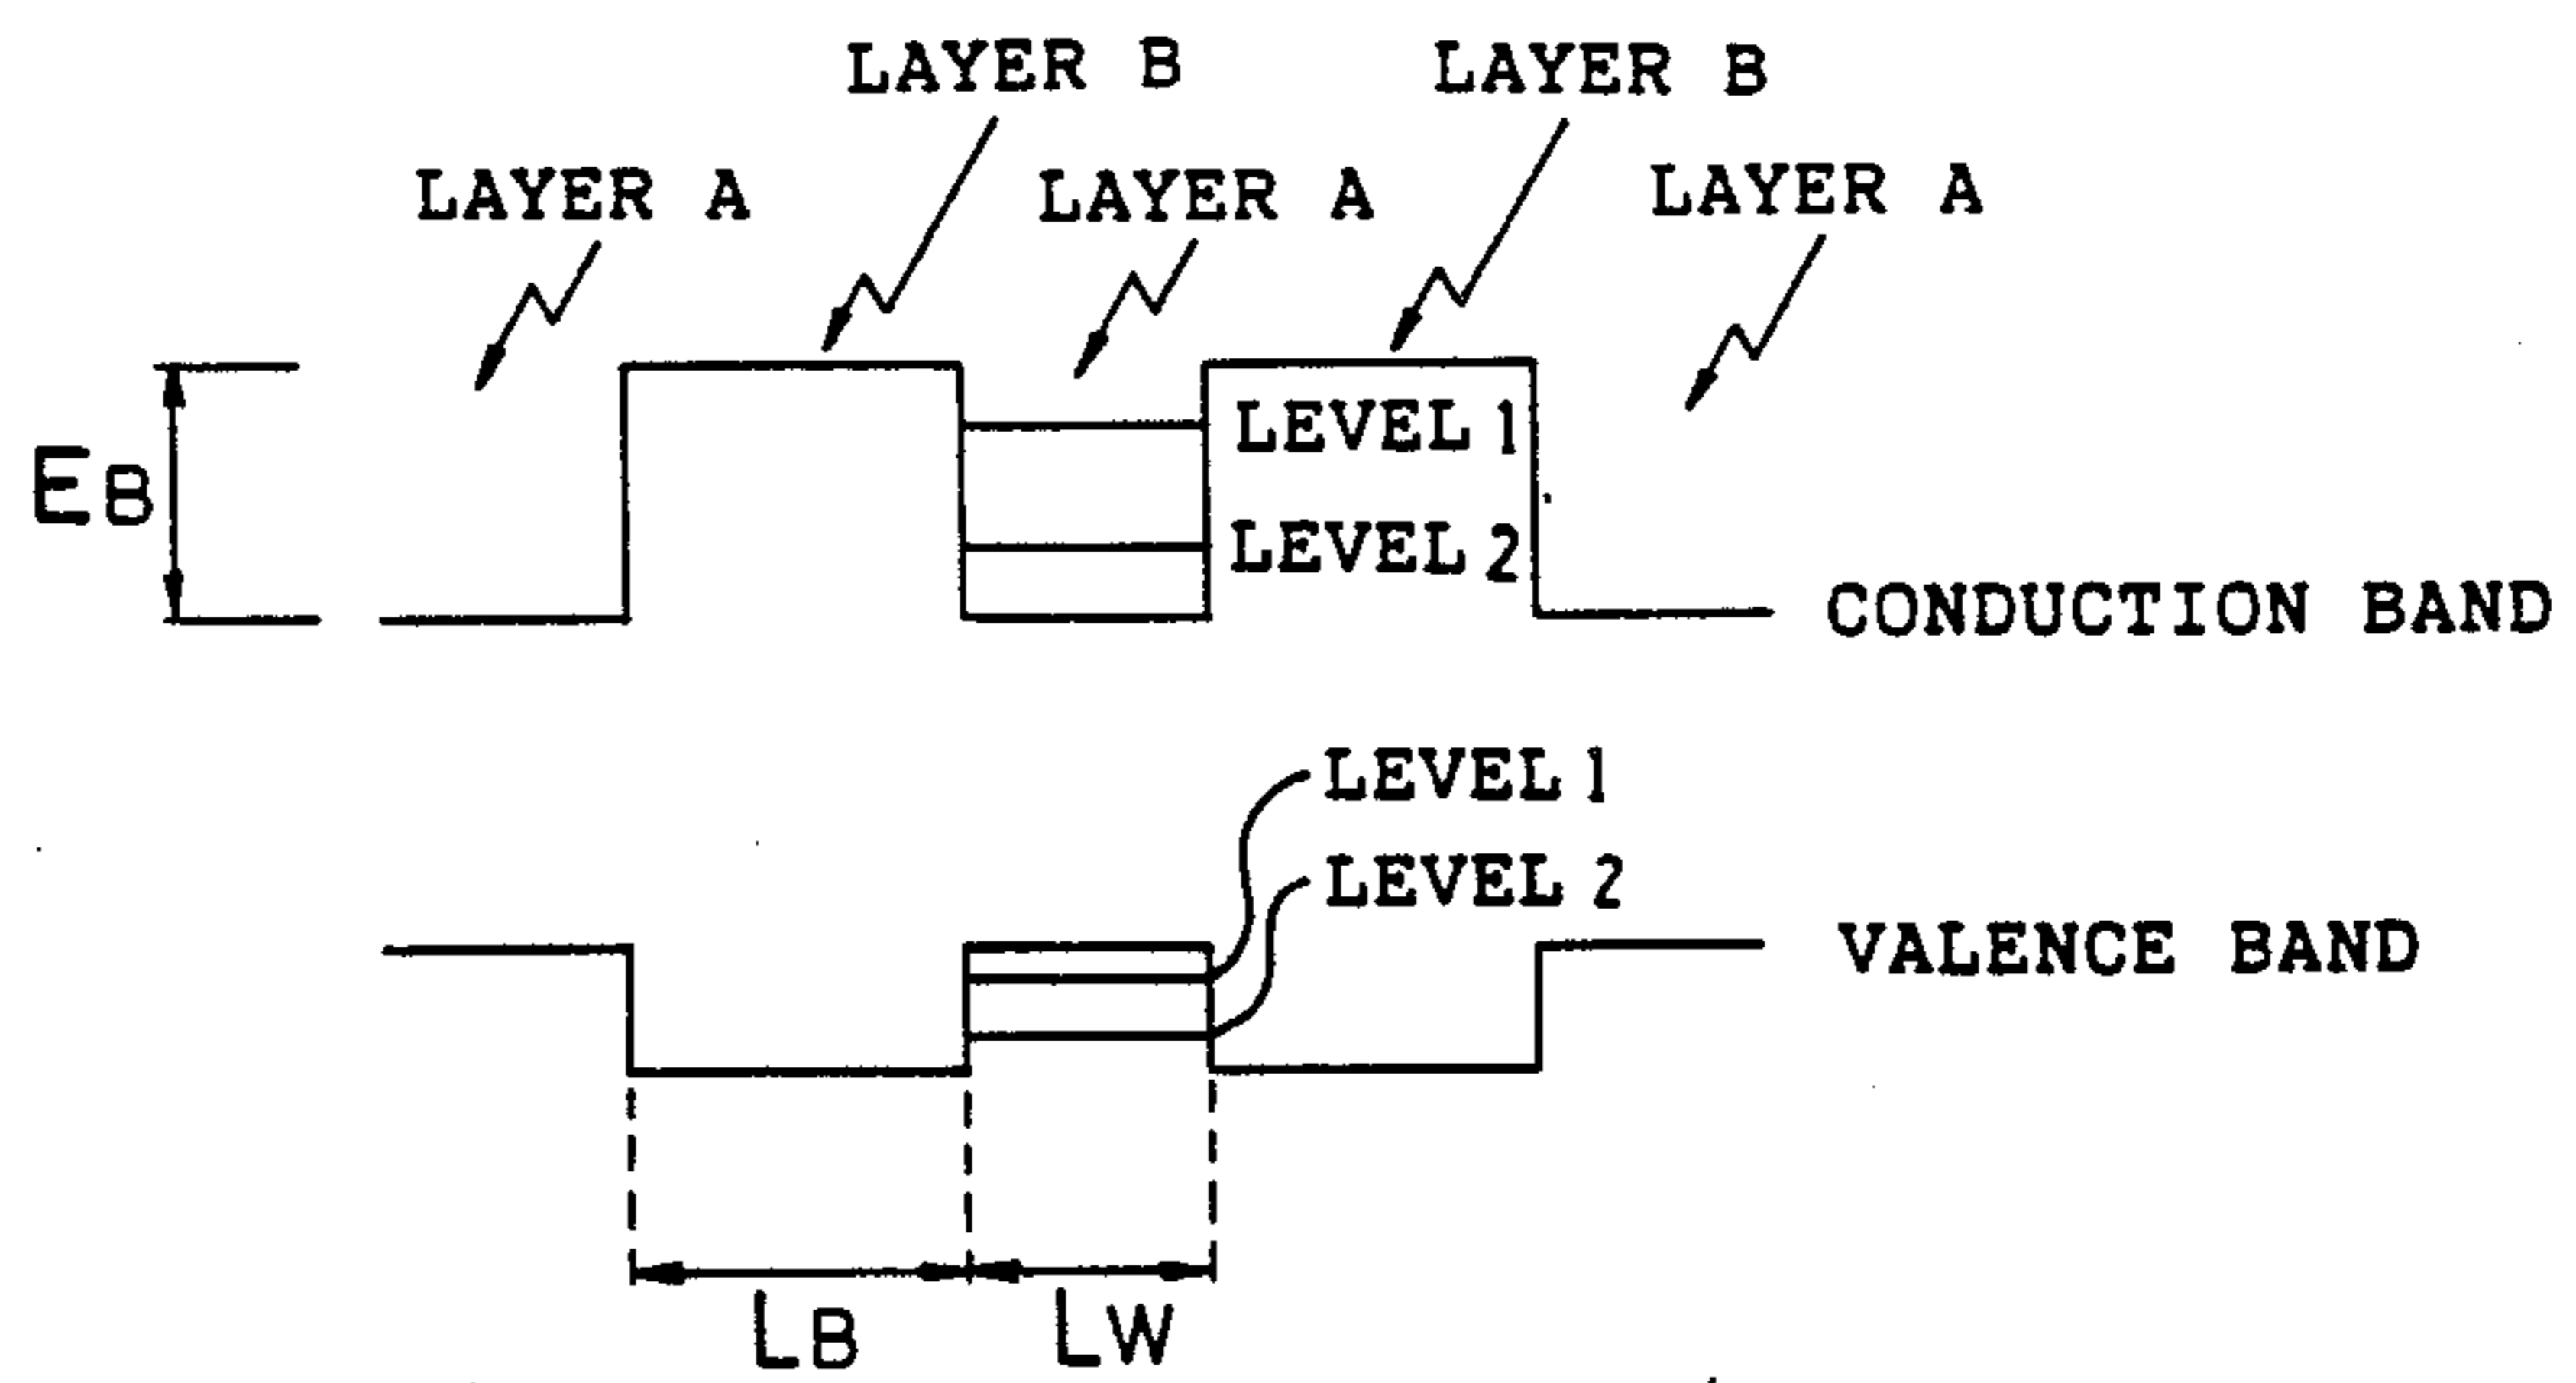 LAYER B
LAYER B
LAYER A
LAYER A
LAYER A
EB
LEVEL 1
LEVEL 2
CONDUCTION BAND
LEVEL 1
LEVEL 2
VALENCE BAND
LB
LW